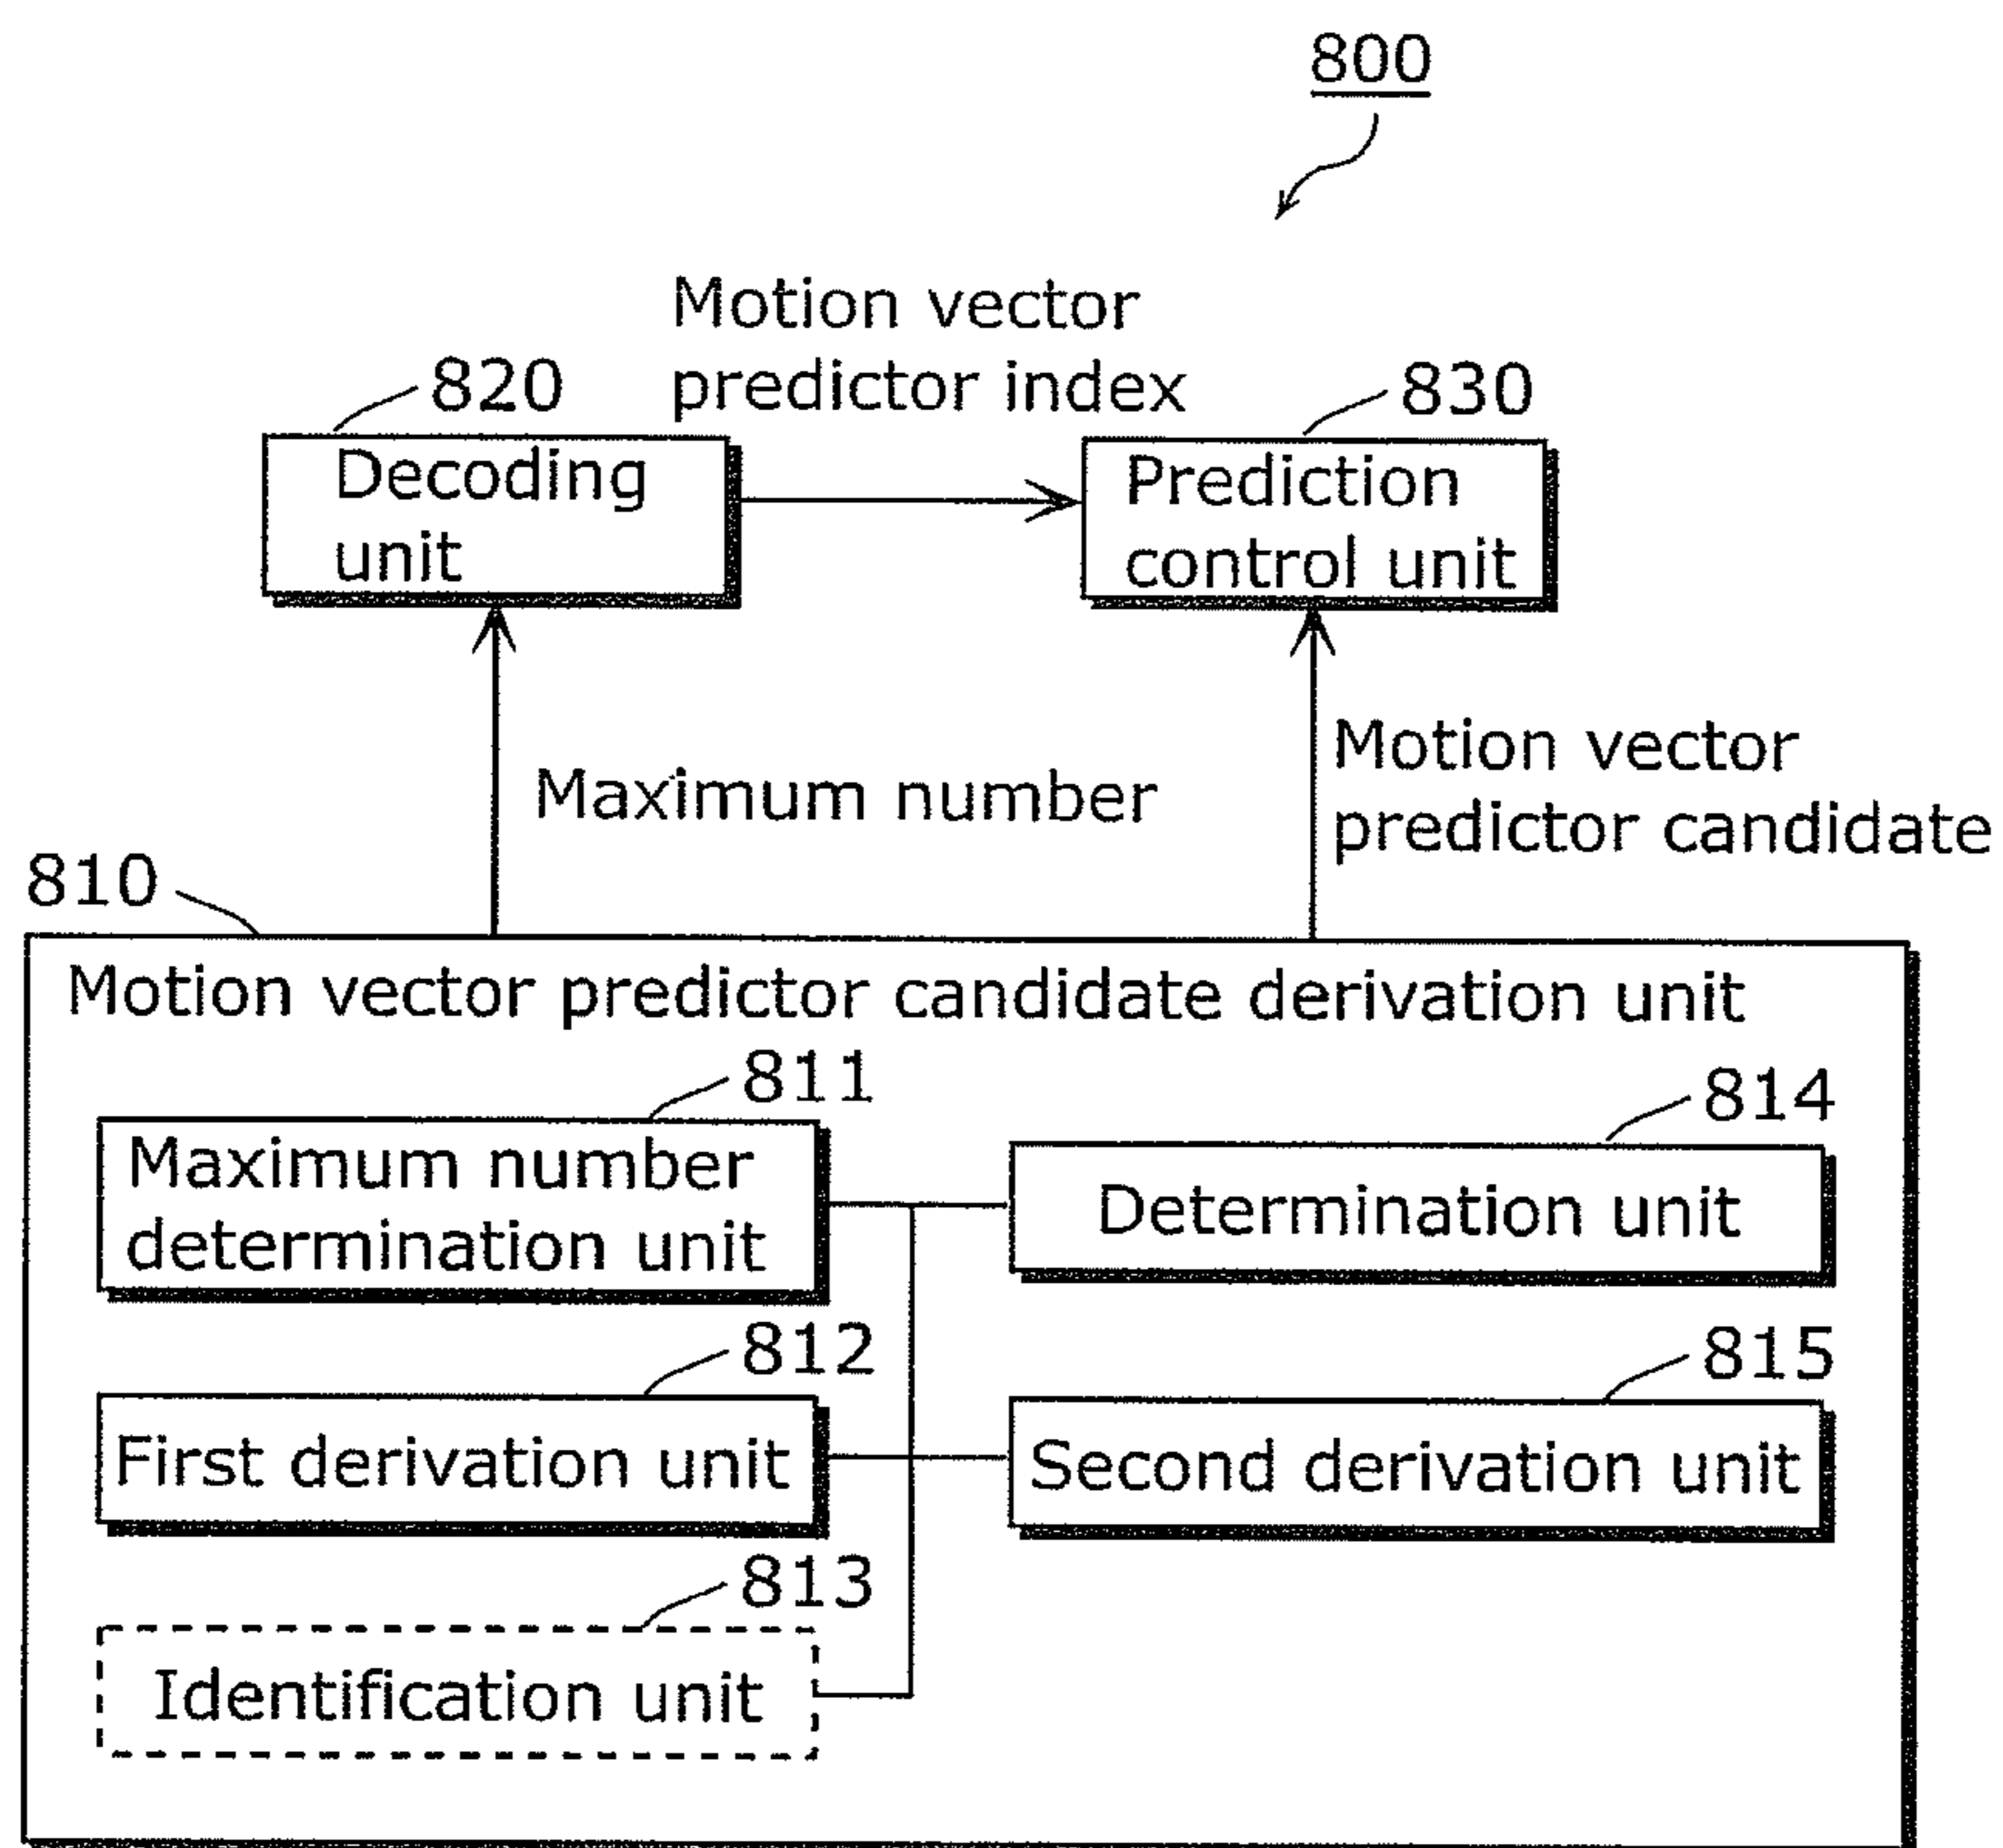 800
Motion vector
predictor index
820
830
Decoding
unit
Prediction
control unit
Maximum number
Motion vector
predictor candidate
810
Motion vector predictor candidate derivation unit
811
814
Maximum number
determination unit
Determination unit
812
815
First derivation unit
Second derivation unit
813
Identification unit